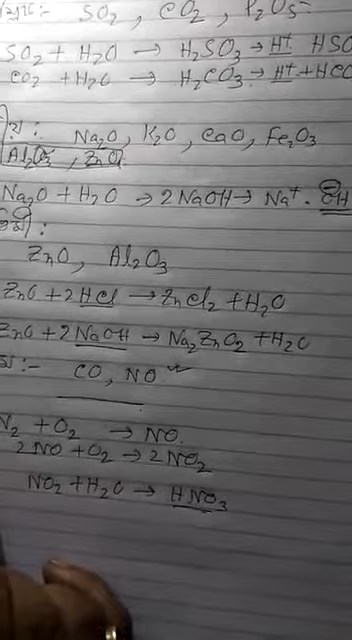 SO₂, CO₂, P₂O₅
SO₂ + H₂O → H₂SO₃ → H⁺ HSO
CO₂ + H₂O → H₂CO₃ → H⁺ + HCO
Na₂O, K₂O, CaO, Fe₂O₃
Al₂O₃, ZnO
Na₂O + H₂O → 2NaOH → Na⁺ · OH
ZnO, Al₂O₃
ZnO + 2HCl → ZnCl₂ + H₂O
ZnO + 2NaOH → Na₂ZnO₂ + H₂O
CO, NO
N₂ + O₂ → NO
2NO + O₂ → 2NO₂
NO₂ + H₂O → HNO₃